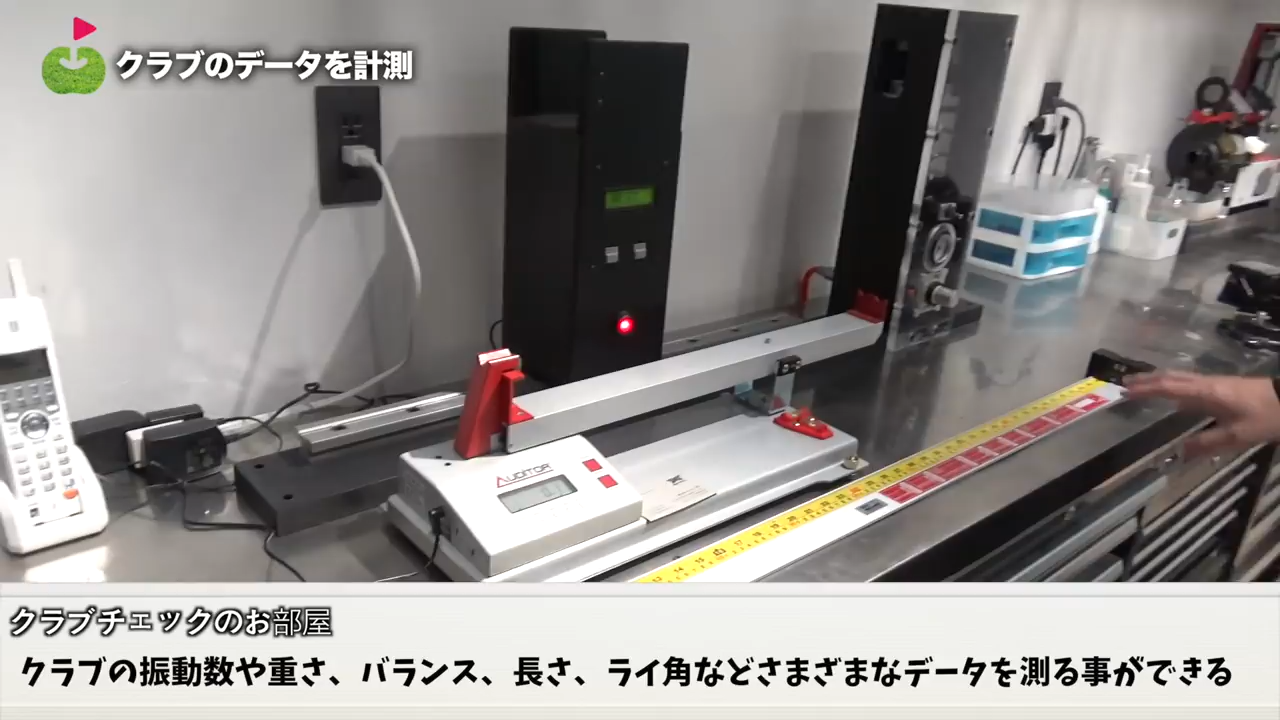 クラブのデータを計測
AUDITOR
クラブチェックのお部屋
クラブの振動数や重さ、バランス、長さ、ライ角などさまざまなデータを測る事ができる